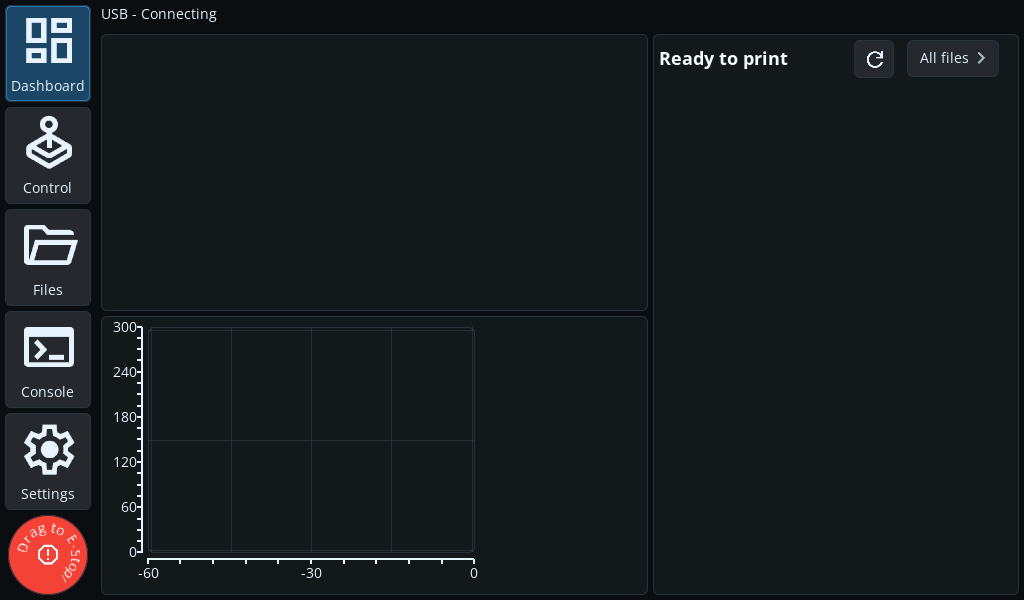 USB - Connecting
Dashboard
Control
Files
Console
Settings
Drag to E-Stop!
Ready to print
All files
300
240
180
120
60
0
-60
-30
0